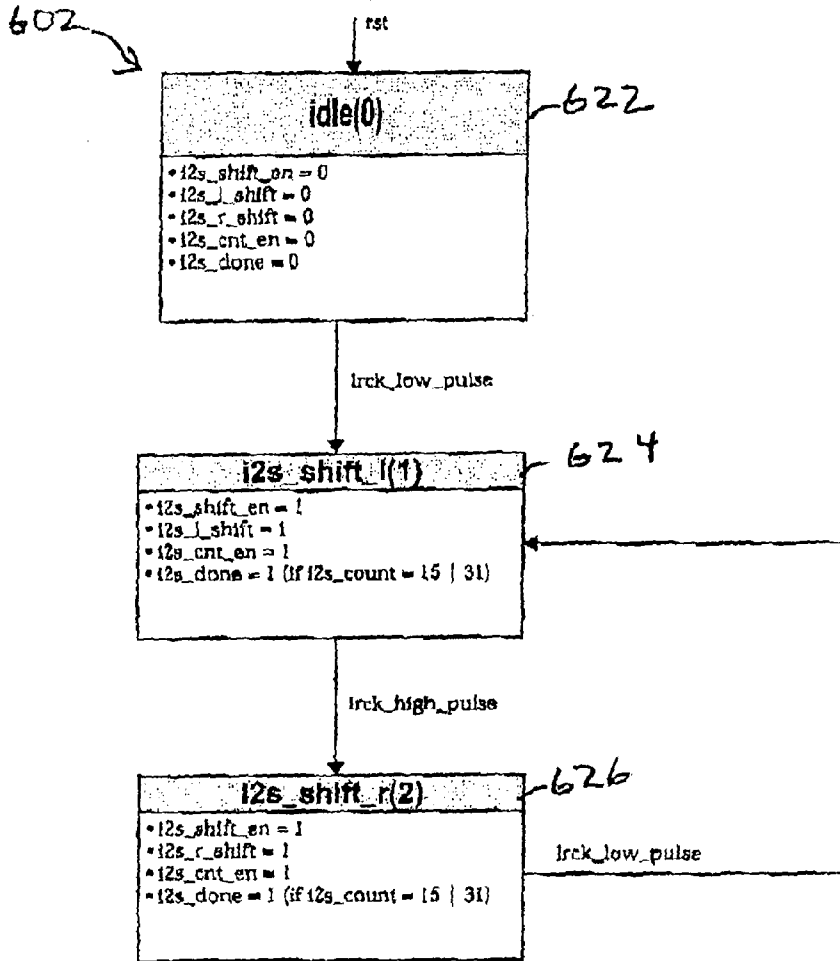 602
rst
idle(0)
622
• i2s_shift_en = 0
• i2s_l_shift = 0
• i2s_r_shift = 0
• i2s_cnt_en = 0
• i2s_done = 0
lrck_low_pulse
i2s_shift_l(1)
624
• i2s_shift_en = 1
• i2s_l_shift = 1
• i2s_cnt_en = 1
• i2s_done = 1 (if i2s_count = 15 | 31)
lrck_high_pulse
i2s_shift_r(2)
626
• i2s_shift_en = 1
• i2s_r_shift = 1
• i2s_cnt_en = 1
• i2s_done = 1 (if i2s_count = 15 | 31)
lrck_low_pulse